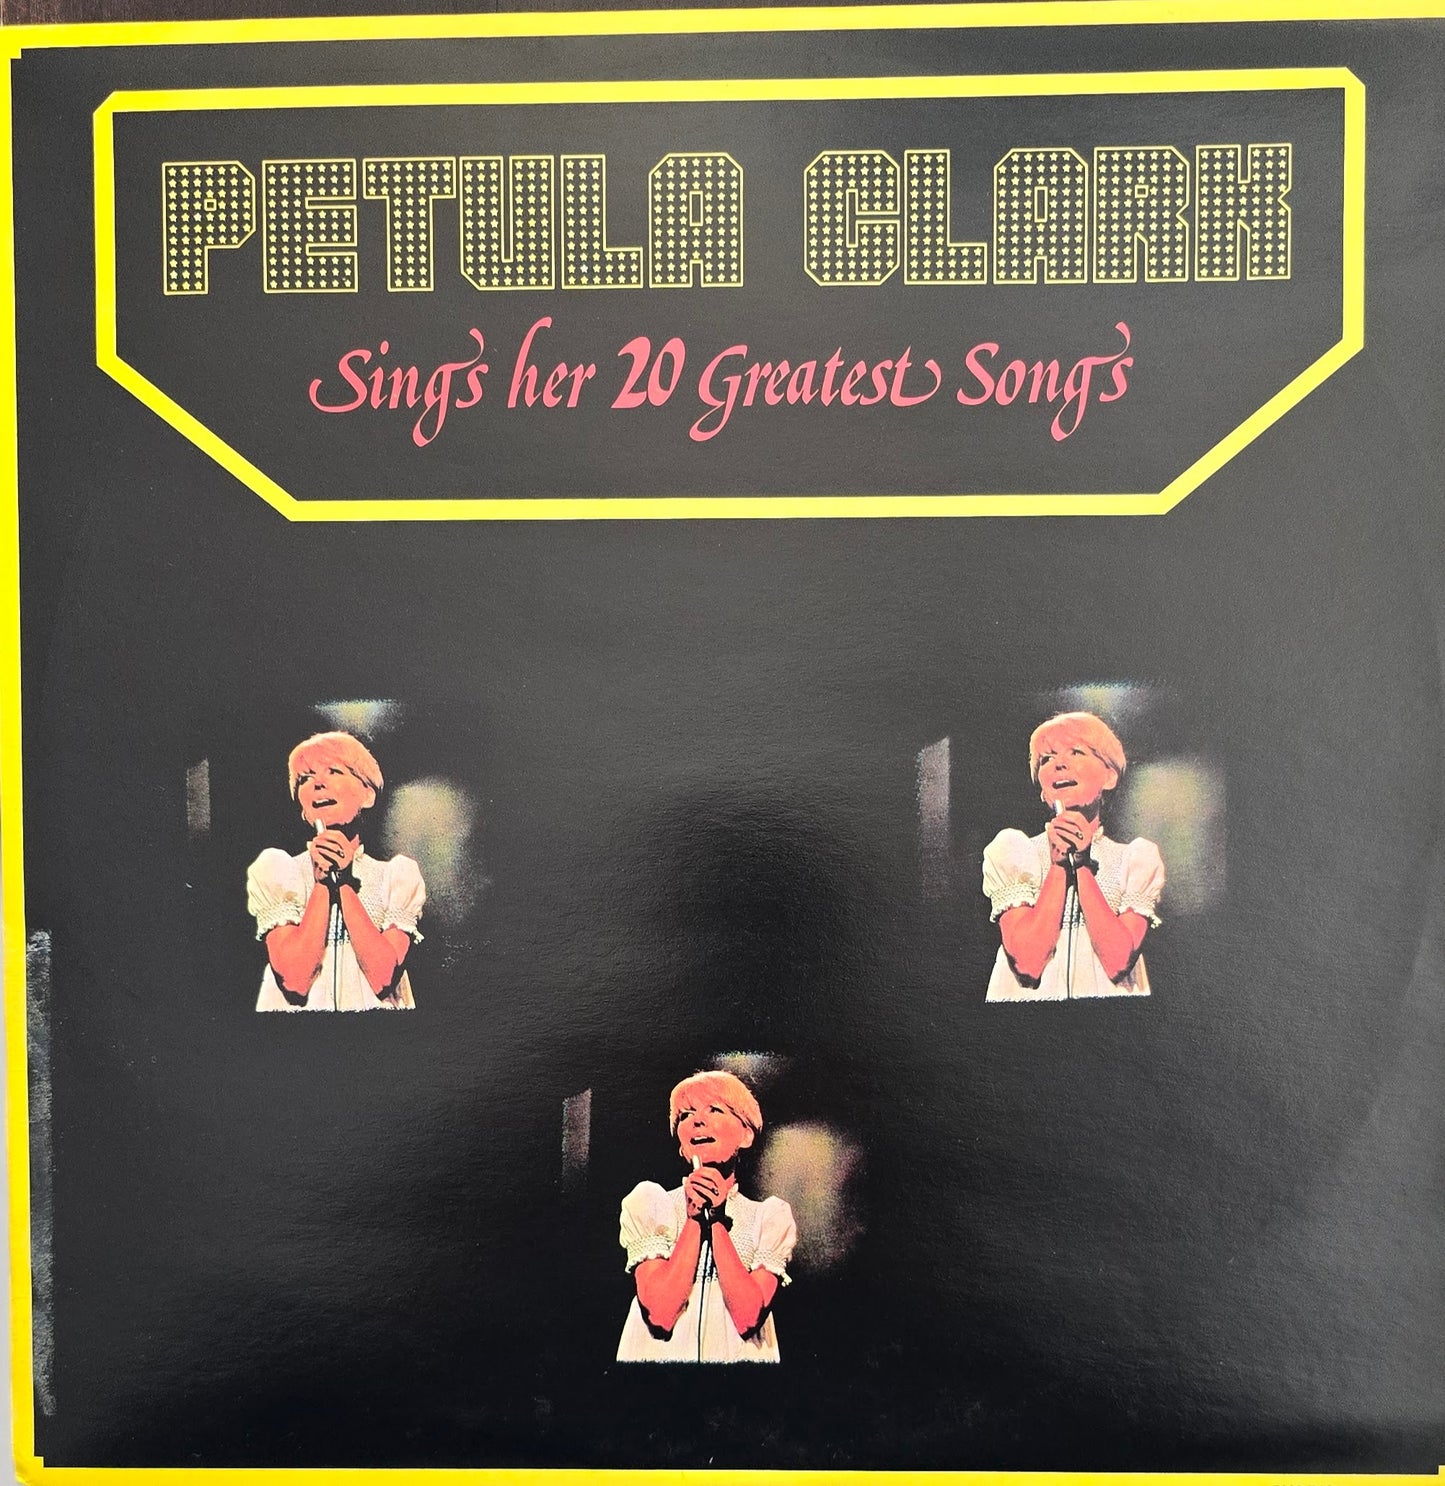 PETULA CLARK
Sings her 20 Greatest Songs